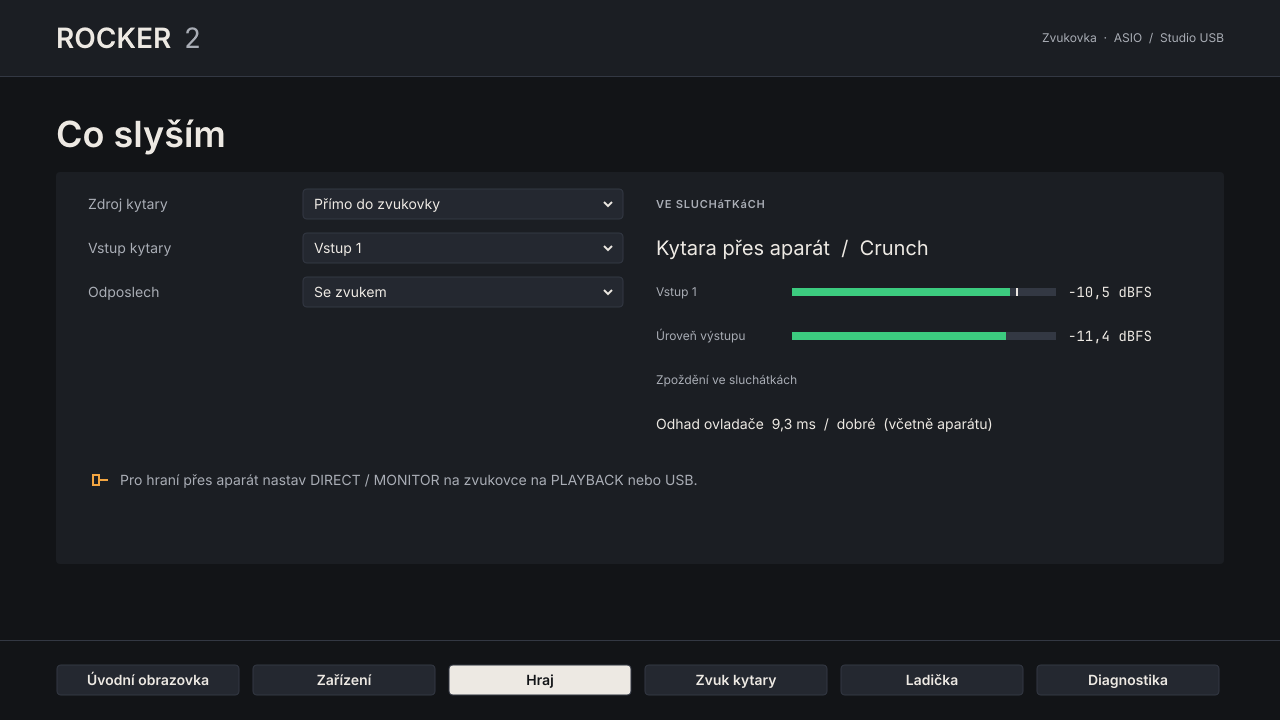 ROCKER 2
Zvukovka · ASIO / Studio USB
Co slyším
Zdroj kytary
Přímo do zvukovky
Vstup kytary
Vstup 1
Odposlech
Se zvukem
VE SLUCHáTKáCH
Kytara přes aparát / Crunch
Vstup 1
-10,5 dBFS
Úroveň výstupu
-11,4 dBFS
Zpoždění ve sluchátkách
Odhad ovladače 9,3 ms / dobré (včetně aparátu)
Pro hraní přes aparát nastav DIRECT / MONITOR na zvukovce na PLAYBACK nebo USB.
Úvodní obrazovka
Zařízení
Hraj
Zvuk kytary
Ladička
Diagnostika